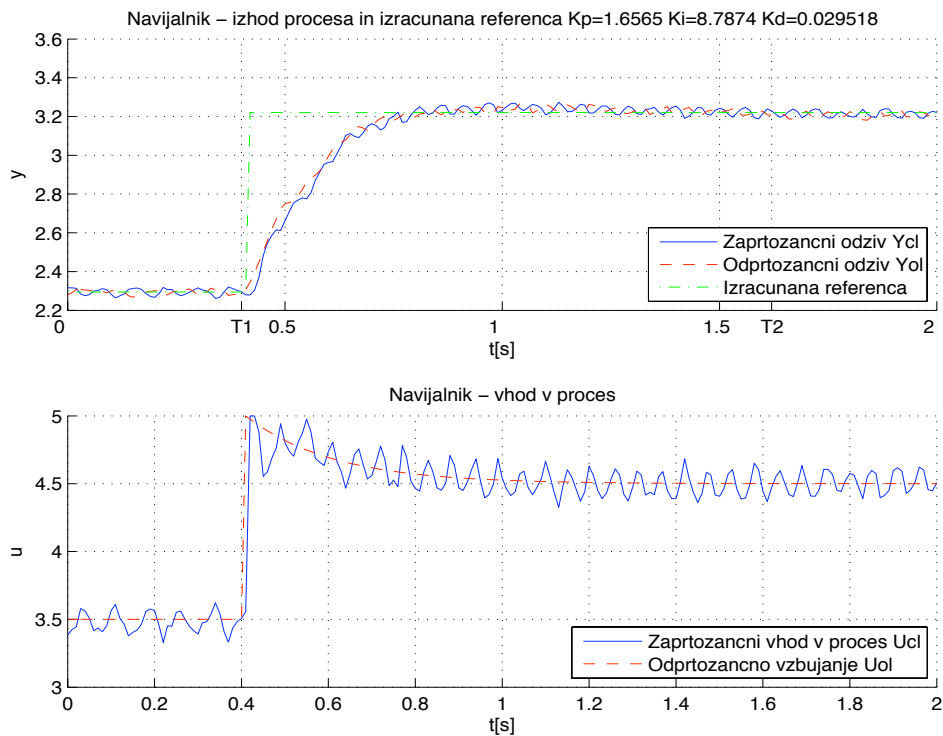 Navijalnik – izhod procesa in izracunana referenca Kp=1.6565 Ki=8.7874 Kd=0.029518
3.6
3.4
3.2
3
2.8
2.6
2.4
2.2
y
Zaprtozancni odziv Ycl
Odprtozancni odziv Yol
Izracunana referenca
0 T1 0.5 1 1.5 T2 2
t[s]
Navijalnik – vhod v proces
5
4.5
4
3.5
3
u
Zaprtozancni vhod v proces Ucl
Odprtozancno vzbujanje Uol
0 0.2 0.4 0.6 0.8 1 1.2 1.4 1.6 1.8 2
t[s]